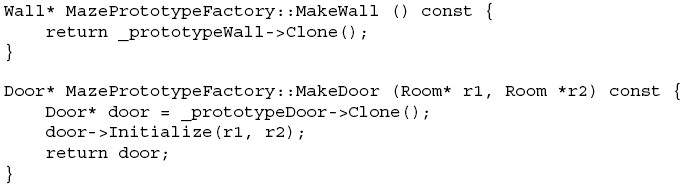 Wall* MazePrototypeFactory::MakeWall () const {
    return _prototypeWall->Clone();
}

Door* MazePrototypeFactory::MakeDoor (Room* r1, Room *r2) const {
    Door* door = _prototypeDoor->Clone();
    door->Initialize(r1, r2);
    return door;
}